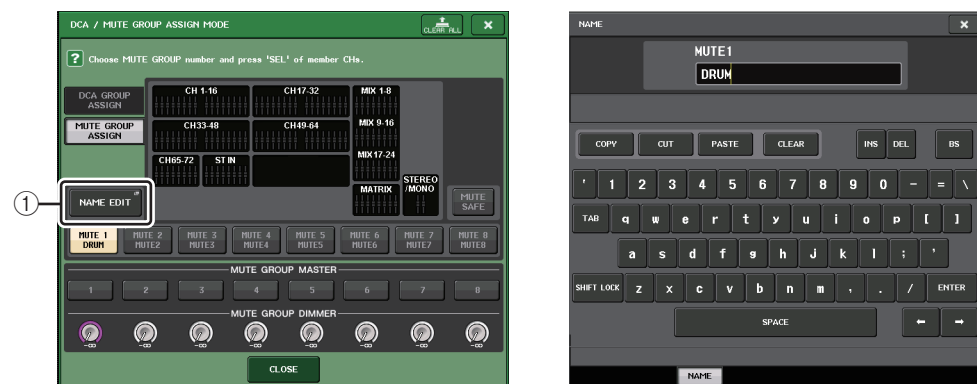 DCA / MUTE GROUP ASSIGN MODE
CLEAR ALL
×
? Choose MUTE GROUP number and press 'SEL' of member CHs.
DCA GROUP ASSIGN
CH 1-16 CH17-32 MIX 1-8
MUTE GROUP ASSIGN
CH33-48 CH49-64 MIX 9-16
CH65-72 ST IN MIX17-24
STEREO /MONO
MATRIX
1
NAME EDIT
MUTE SAFE
MUTE 1 MUTE 2 MUTE 3 MUTE 4 MUTE 5 MUTE 6 MUTE 7 MUTE 8
DRUM MUTE2 MUTE3 MUTE4 MUTE5 MUTE6 MUTE7 MUTE8
MUTE GROUP MASTER
1 2 3 4 5 6 7 8
MUTE GROUP DIMMER
-∞ -∞ -∞ -∞ -∞ -∞ -∞ -∞
CLOSE
NAME
×
MUTE1
DRUM
COPY CUT PASTE CLEAR INS DEL BS
' 1 2 3 4 5 6 7 8 9 0 - = \
TAB q w e r t y u i o p [ ]
a s d f g h j k l ; '
SHIFT LOCK z x c v b n m , . / ENTER
SPACE ← →
NAME